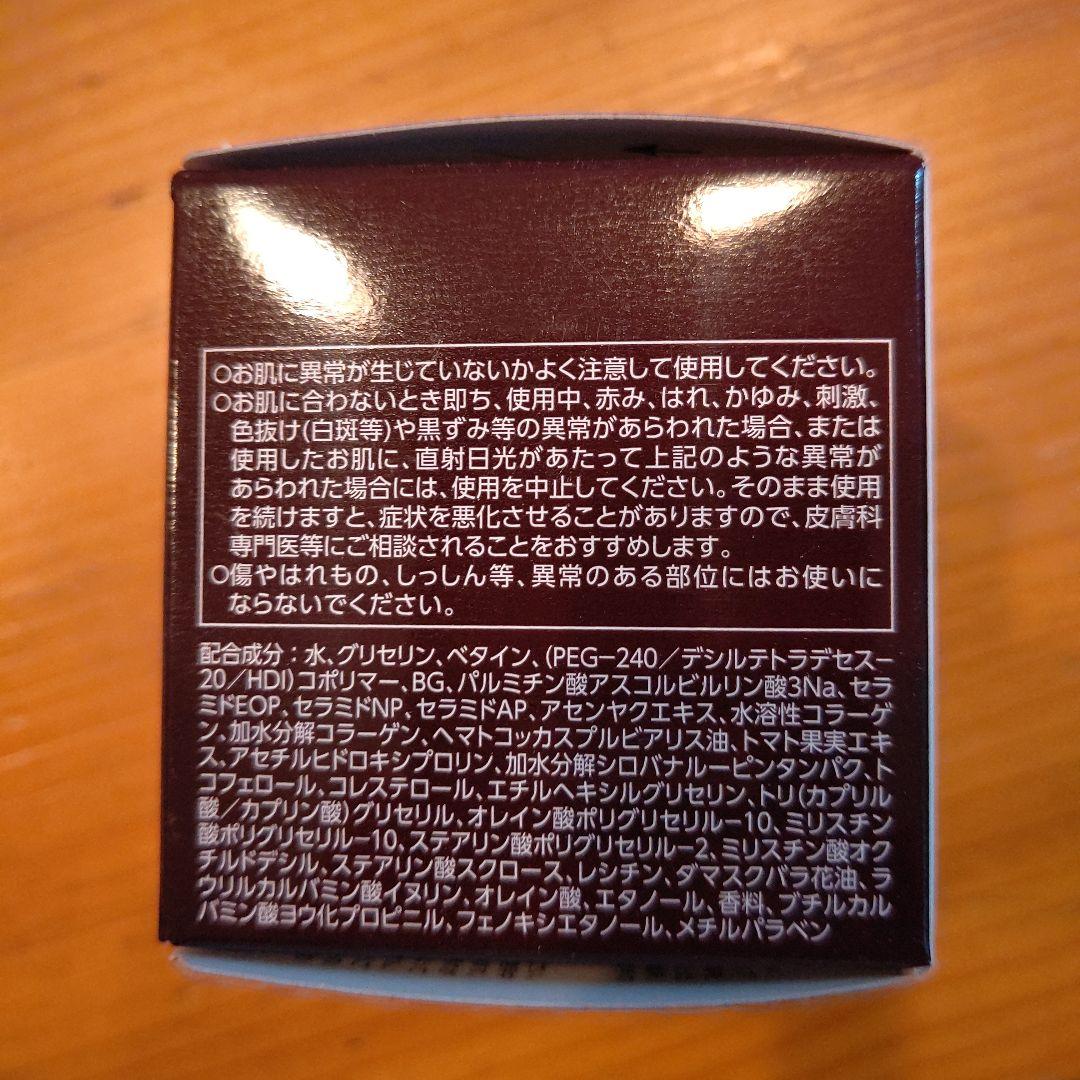 ○お肌に異常が生じていないかよく注意して使用してください。
○お肌に合わないとき即ち、使用中、赤み、はれ、かゆみ、刺激、
色抜け(白斑等)や黒ずみ等の異常があらわれた場合、または
使用したお肌に、直射日光があたって上記のような異常が
あらわれた場合には、使用を中止してください。そのまま使用
を続けますと、症状を悪化させることがありますので、皮膚科
専門医等にご相談されることをおすすめします。
○傷やはれもの、しっしん等、異常のある部位にはお使いに
ならないでください。
配合成分：水、グリセリン、ベタイン、(PEG-240／デシルテトラデセス-
20／HDI)コポリマー、BG、パルミチン酸アスコルビルリン酸3Na、セラ
ミドEOP、セラミドNP、セラミドAP、アセンヤクエキス、水溶性コラーゲ
ン、加水分解コラーゲン、ヘマトコッカスプルビアリス油、トマト果実エキ
ス、アセチルヒドロキシプロリン、加水分解シロバナルーピンタンパク、ト
コフェロール、コレステロール、エチルヘキシルグリセリン、トリ(カプリル
酸／カプリン酸)グリセリル、オレイン酸ポリグリセリル-10、ミリスチン
酸ポリグリセリル-10、ステアリン酸ポリグリセリル-2、ミリスチン酸オク
チルドデシル、ステアリン酸スクロース、レシチン、ダマスクバラ花油、ラ
ウリルカルバミン酸イヌリン、オレイン酸、エタノール、香料、ブチルカル
バミン酸ヨウ化プロピニル、フェノキシエタノール、メチルパラベン